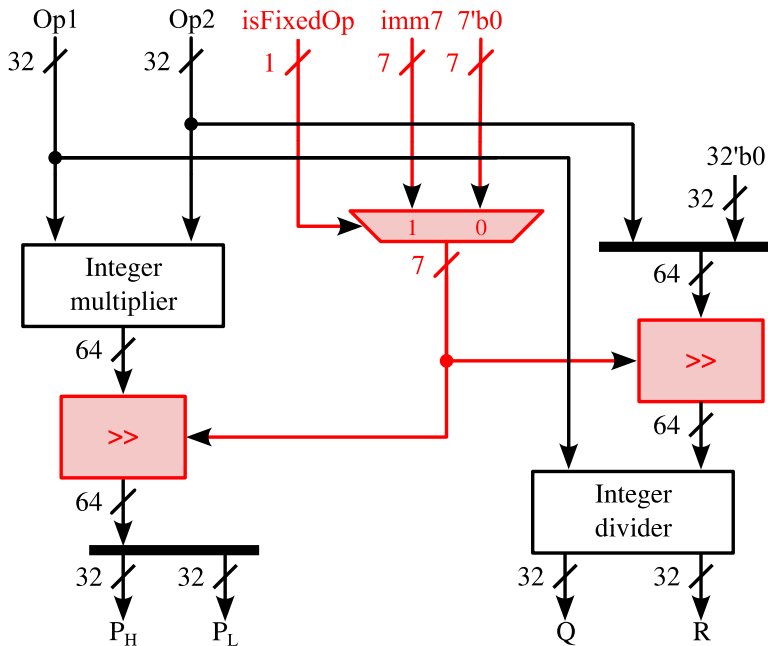 Op1 Op2 isFixedOp imm7 7'b0
32 32 1 7 7
32'b0
32
1 0
Integer
multiplier
7
64
64
>>
>>
64
64
Integer
divider
32 32 32 32
P_H P_L Q R